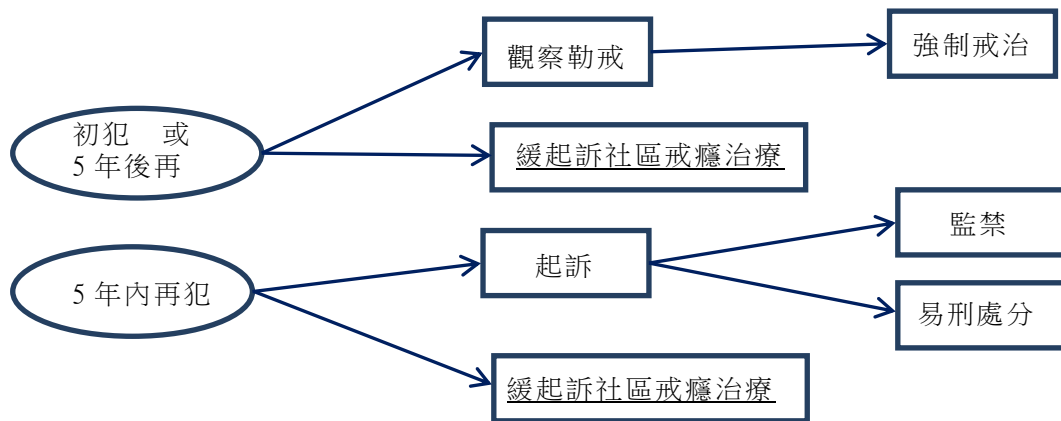 觀察勒戒
強制戒治
初犯　或
5 年後再
緩起訴社區戒癮治療
監禁
起訴
5 年內再犯
易刑處分
緩起訴社區戒癮治療